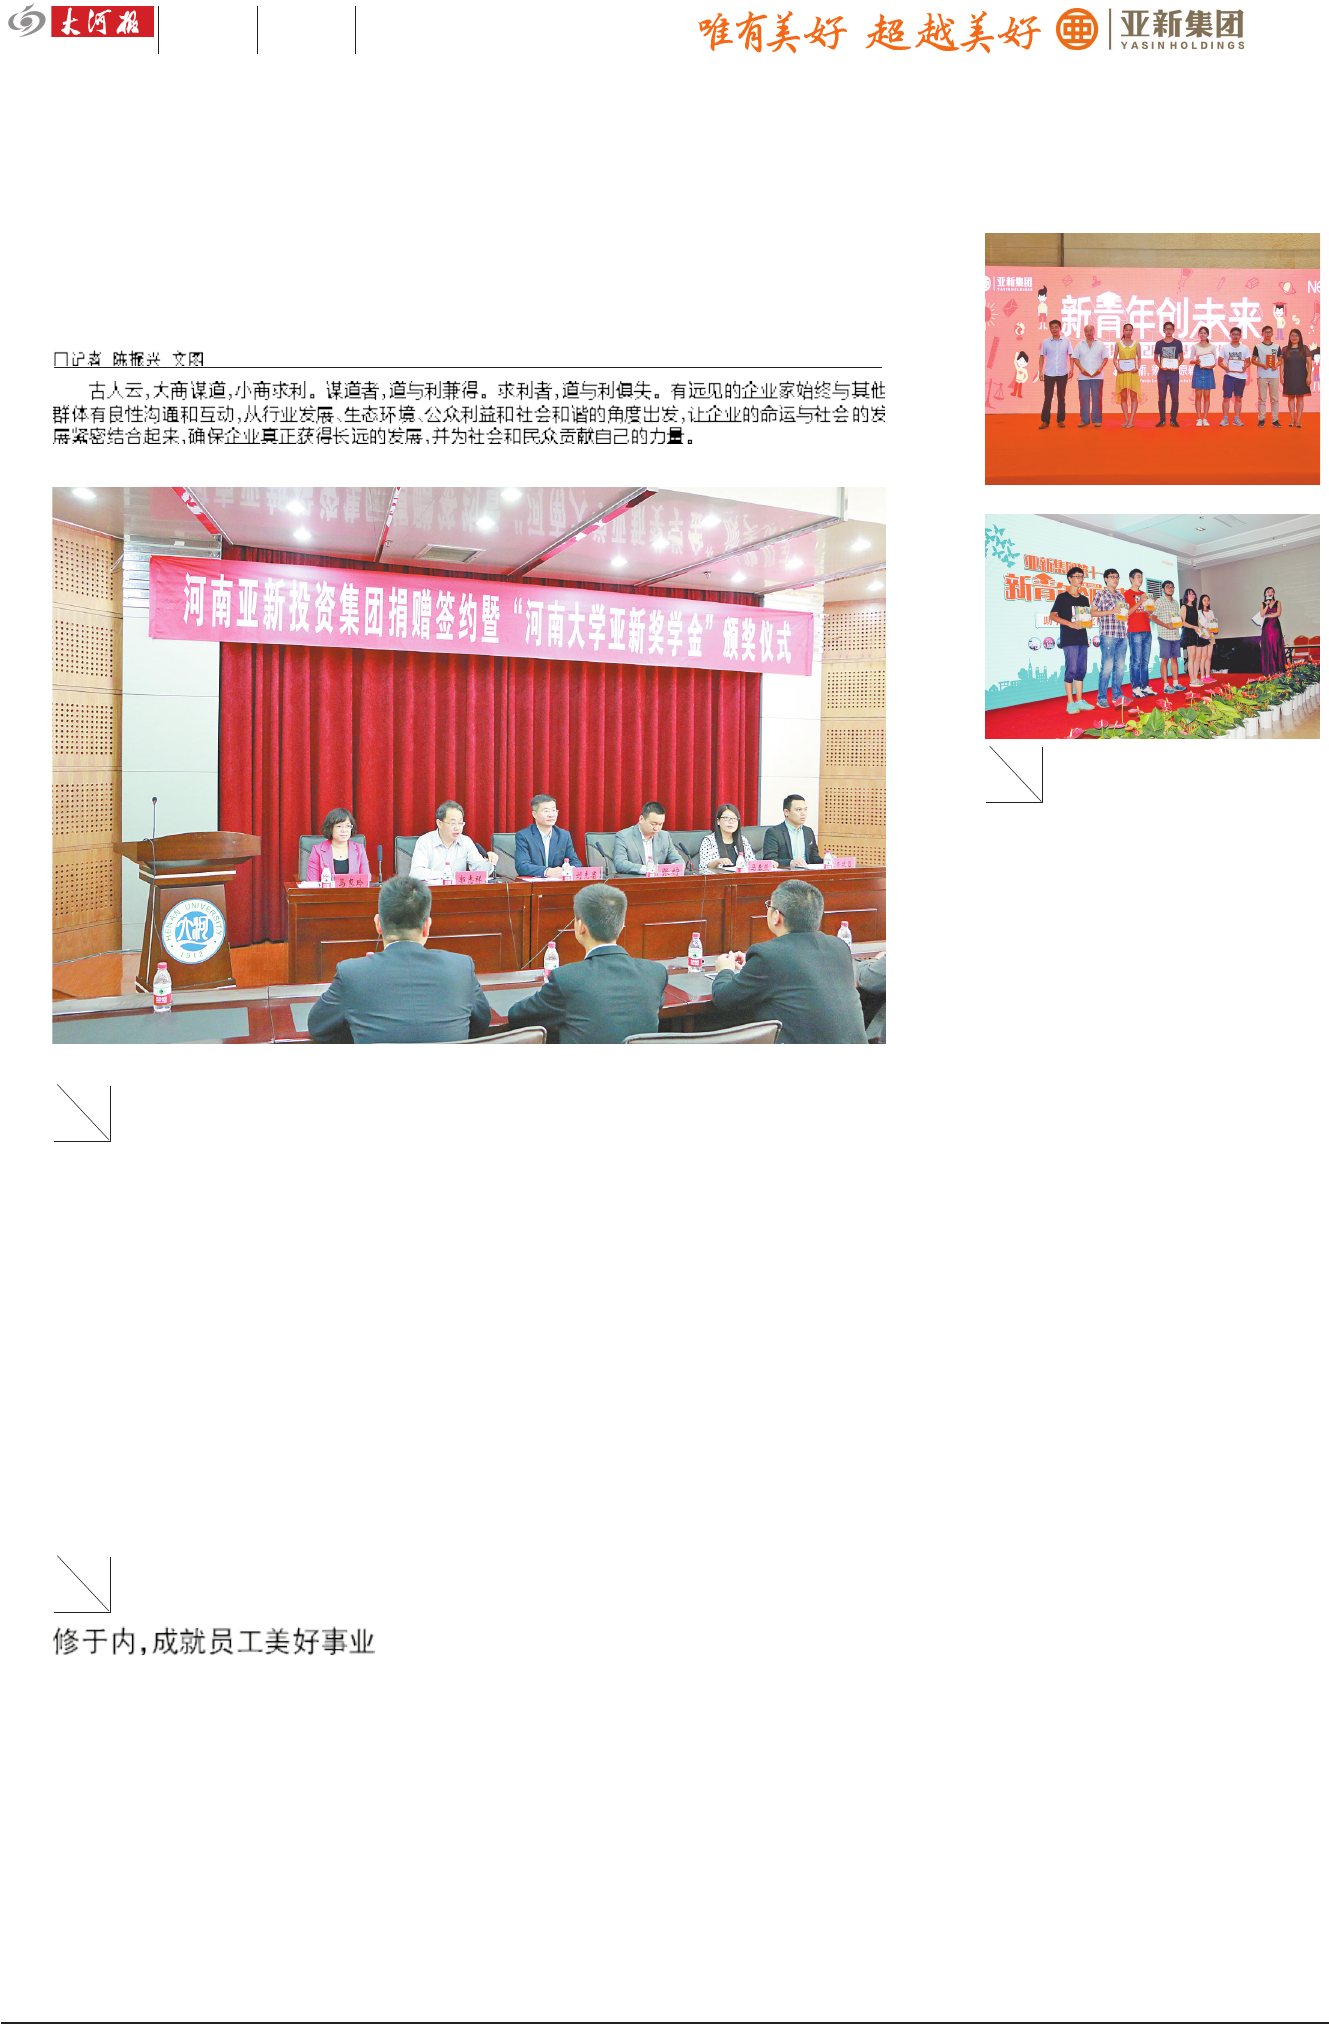 大河报
唯有美好 超越美好
亚新集团
YASIN HOLDINGS
□记者 陈振兴 文图
古人云,大商谋道,小商求利。谋道者,道与利兼得。求利者,道与利俱失。有远见的企业家始终与其他
群体有良性沟通和互动,从行业发展、生态环境、公众利益和社会和谐的角度出发,让企业的命运与社会的发
展紧密结合起来,确保企业真正获得长远的发展,并为社会和民众贡献自己的力量。
亚新集团
YASIN HOLDINGS
新青年创未来
河南亚新投资集团捐赠签约暨“河南大学亚新奖学金”颁奖仪式
HENAN UNIVERSITY
1912
亚新集团第十
新青年
修于内,成就员工美好事业